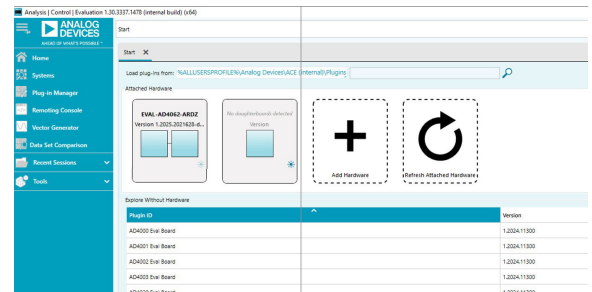 Analysis | Control | Evaluation 1.30.3337.1478 (internal build) (x64)
ANALOG
DEVICES
AHEAD OF WHAT'S POSSIBLE™
Start
Home
Systems
Plug-in Manager
Remoting Console
Vector Generator
Data Set Comparison
Recent Sessions
Tools
Start X
Load plug-ins from: %ALLUSERSPROFILE%\Analog Devices\ACE (internal)\Plugins
Attached Hardware
EVAL-AD4062-ARDZ
Version 1.2025.2021628-d...
No daughterboards detected
Version
Add Hardware
Refresh Attached Hardware
Explore Without Hardware
Plugin ID Version
AD4000 Eval Board 1.2024.11300
AD4001 Eval Board 1.2024.11300
AD4002 Eval Board 1.2024.11300
AD4003 Eval Board 1.2024.11300